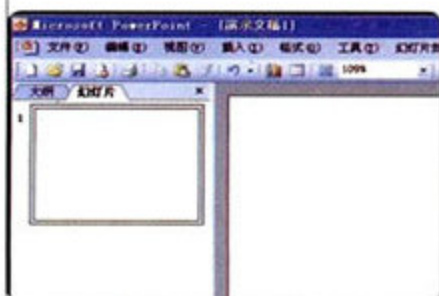 Microsoft PowerPoint - [演示文稿1]
文件(F) 编辑(E) 视图(V) 插入(I) 格式(O) 工具(T) 幻灯片
109%
大纲 幻灯片 ×
1